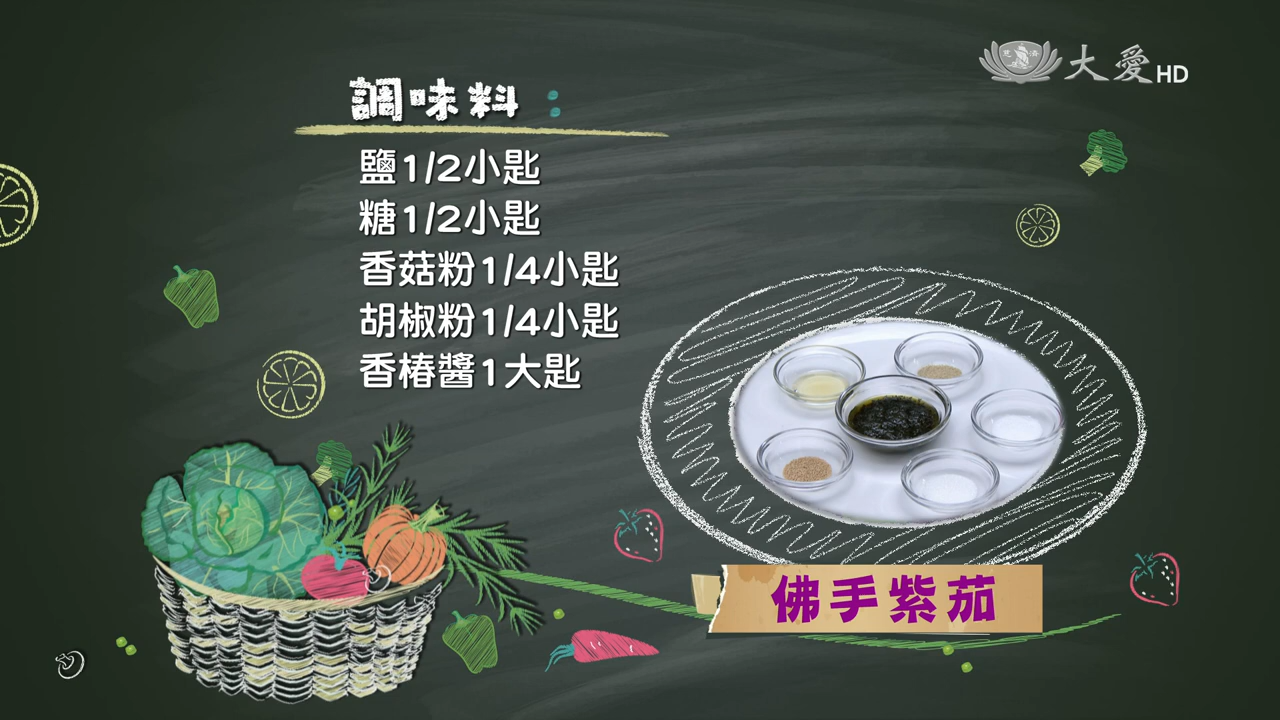 大愛HD
調味料：
鹽1/2小匙
糖1/2小匙
香菇粉1/4小匙
胡椒粉1/4小匙
香椿醬1大匙
佛手紫茄